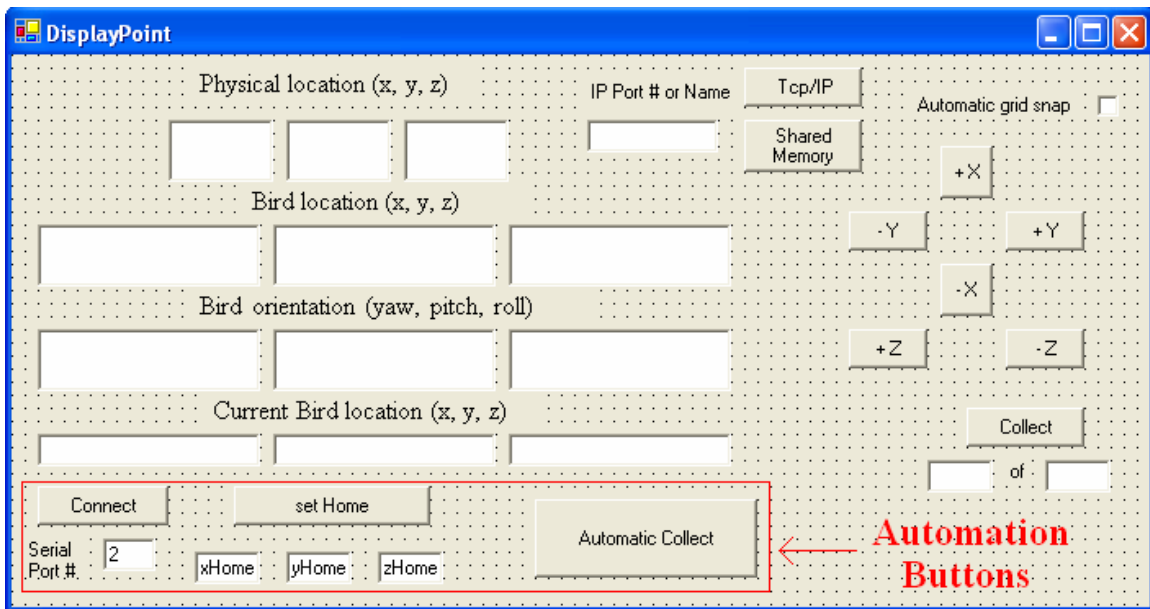 DisplayPoint
Physical location (x, y, z)
IP Port # or Name
Tcp/IP
Automatic grid snap
Shared
Memory
+X
Bird location (x, y, z)
-Y
+Y
-X
Bird orientation (yaw, pitch, roll)
+Z
-Z
Current Bird location (x, y, z)
Collect
of
Connect
set Home
Automatic Collect
Serial
Port #.
2
xHome
yHome
zHome
Automation
Buttons